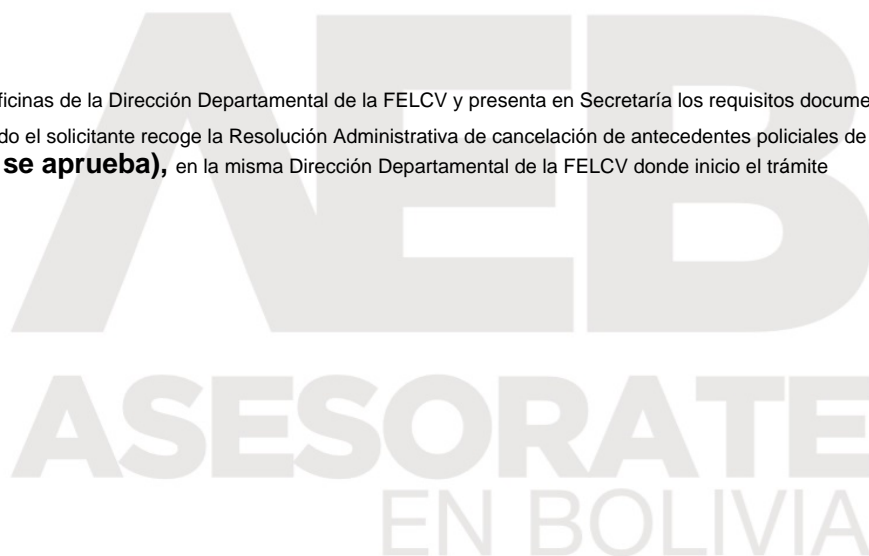 ficinas de la Dirección Departamental de la FELCV y presenta en Secretaría los requisitos docume
do el solicitante recoge la Resolución Administrativa de cancelación de antecedentes policiales de
se aprueba), en la misma Dirección Departamental de la FELCV donde inicio el trámite
AEB
ASESORATE
EN BOLIVIA